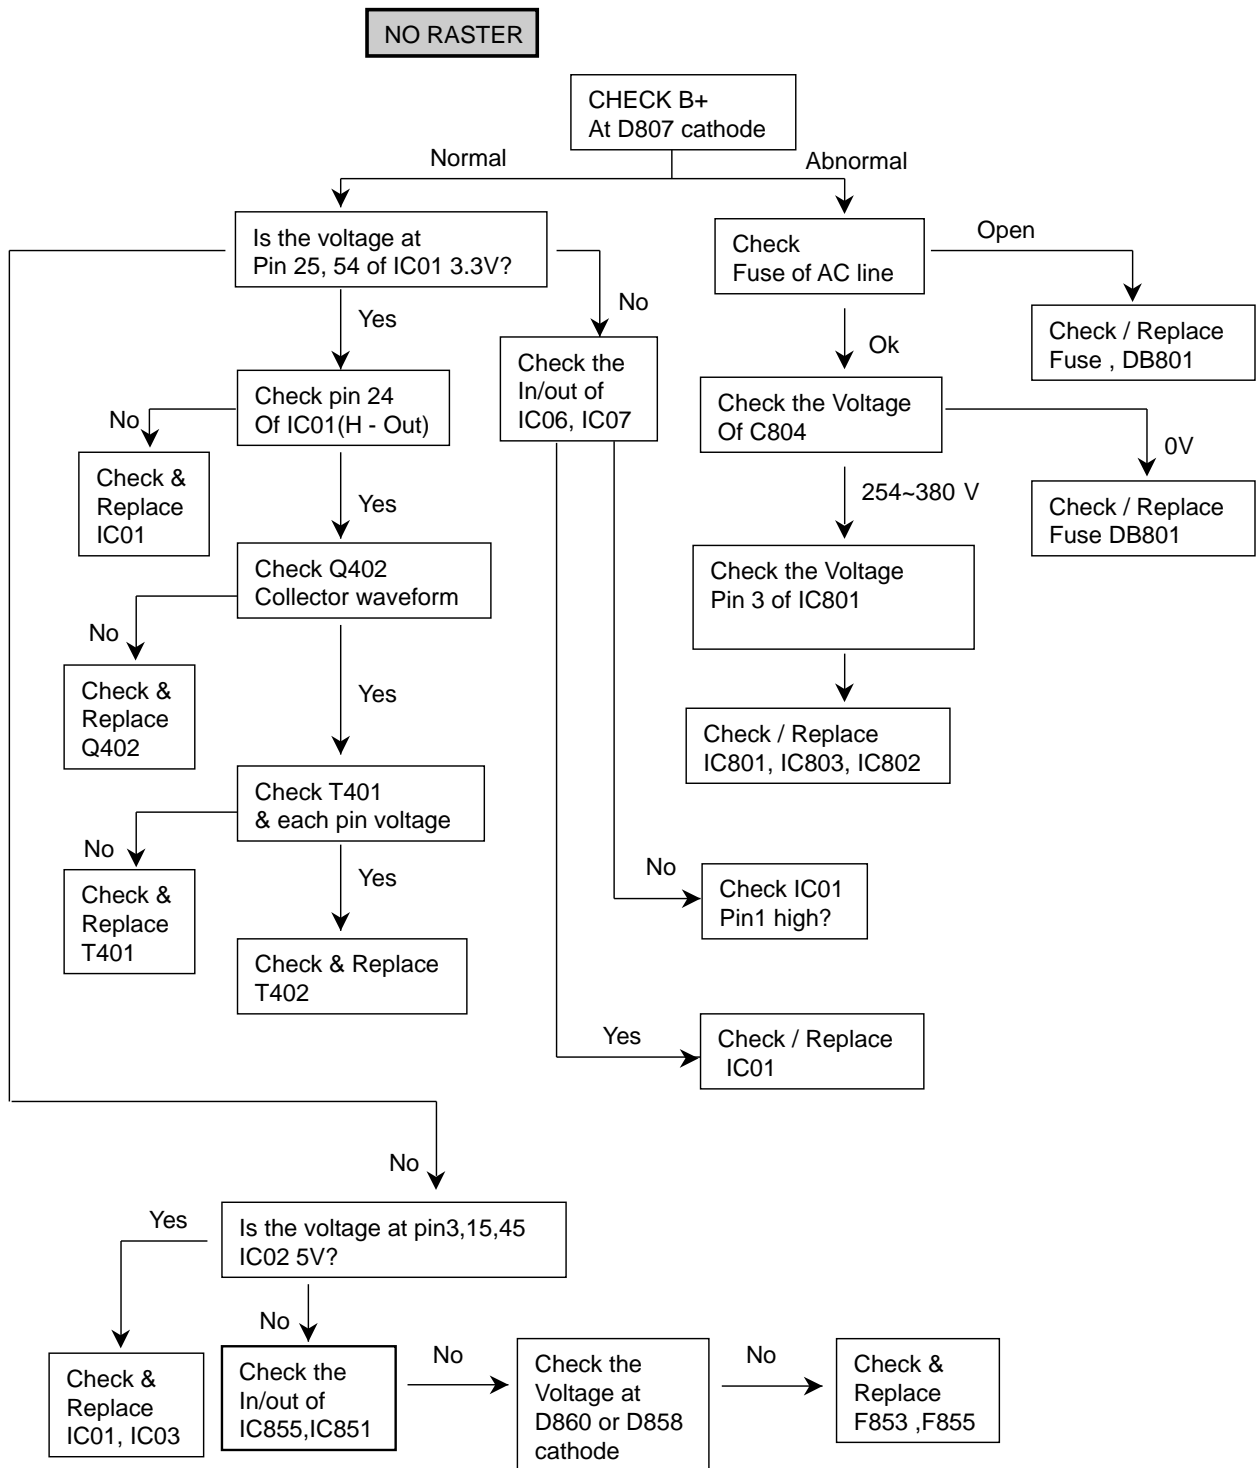 NO RASTER
CHECK B+
At D807 cathode
Normal
Abnormal
Is the voltage at
Pin 25, 54 of IC01 3.3V?
Check
Fuse of AC line
Open
No
Yes
Check / Replace
Fuse , DB801
Check the
In/out of
IC06, IC07
Ok
Check pin 24
Of IC01(H - Out)
Check the Voltage
Of C804
No
0V
Check &
Replace
IC01
Yes
254~380 V
Check / Replace
Fuse DB801
Check Q402
Collector waveform
Check the Voltage
Pin 3 of IC801
No
Check &
Replace
Q402
Yes
Check / Replace
IC801, IC803, IC802
Check T401
& each pin voltage
No
Check &
Replace
T401
Yes
No
Check IC01
Pin1 high?
Check & Replace
T402
Yes
Check / Replace
IC01
No
Yes
Is the voltage at pin3,15,45
IC02 5V?
No
Check &
Replace
IC01, IC03
Check the
In/out of
IC855,IC851
No
Check the
Voltage at
D860 or D858
cathode
No
Check &
Replace
F853 ,F855